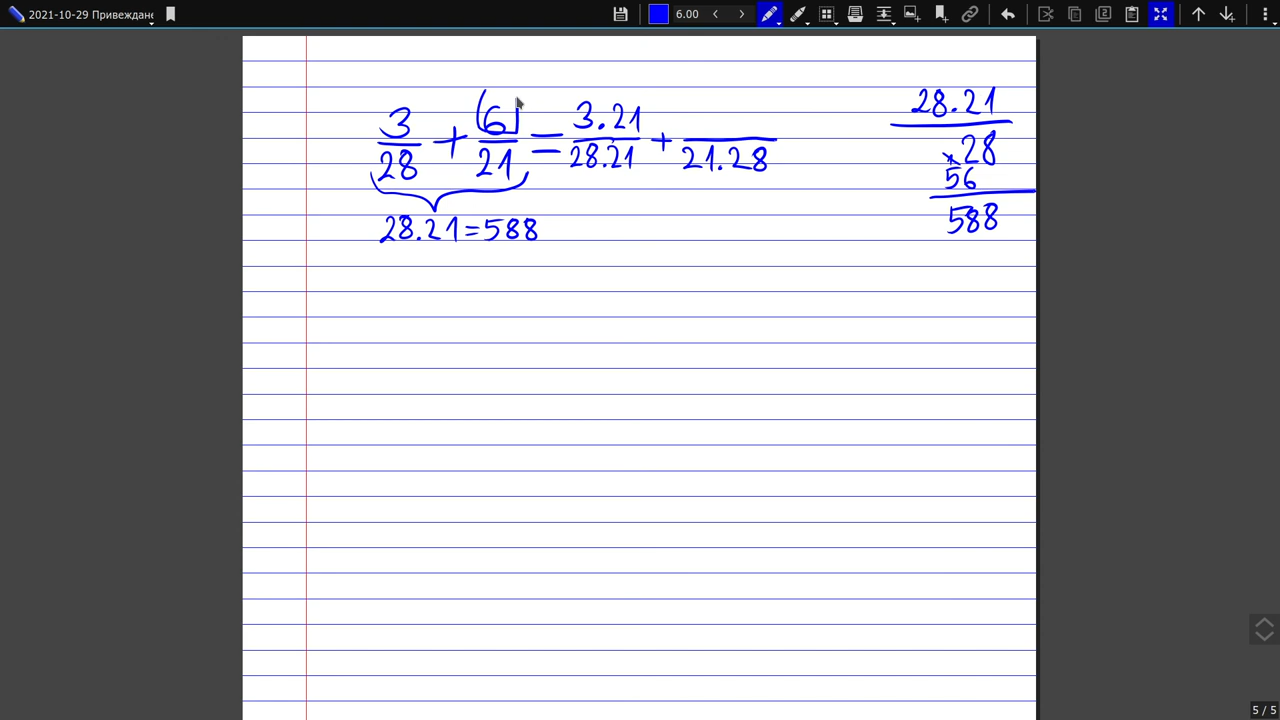 2021-10-29 Привеждане
6.00
3/28 + 6/21 = 3.21/28.21 + /21.28
28.21=588
28.21
28
× 56
588
5 / 5